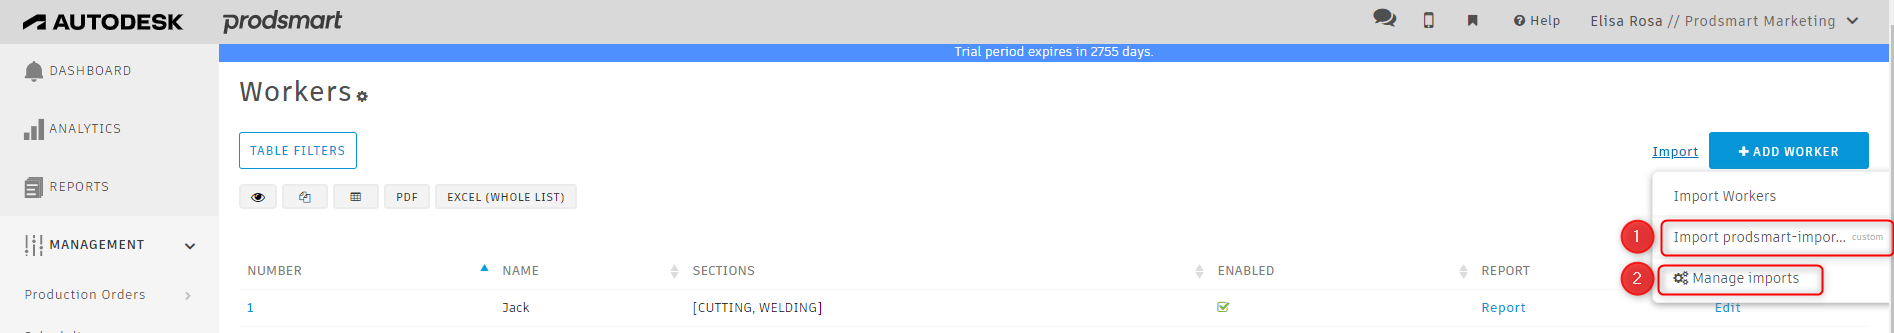 AUTODESK prodsmart Help Elisa Rosa // Prodsmart Marketing
Trial period expires in 2755 days.
DASHBOARD
ANALYTICS
REPORTS
MANAGEMENT
Production Orders
Workers
TABLE FILTERS
Import
+ ADD WORKER
PDF
EXCEL (WHOLE LIST)
Import Workers
1 Import prodsmart-impor... custom
2 Manage imports
NUMBER NAME SECTIONS ENABLED REPORT
1 Jack [CUTTING, WELDING] Report Edit